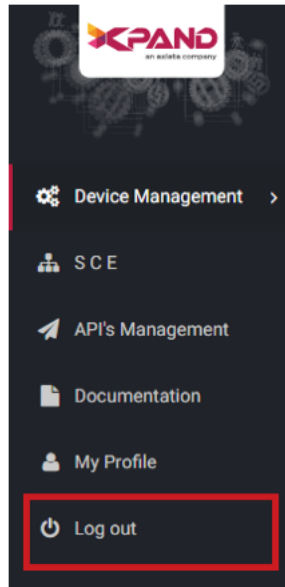 XPAND
an axiata company
Device Management
S C E
API's Management
Documentation
My Profile
Log out